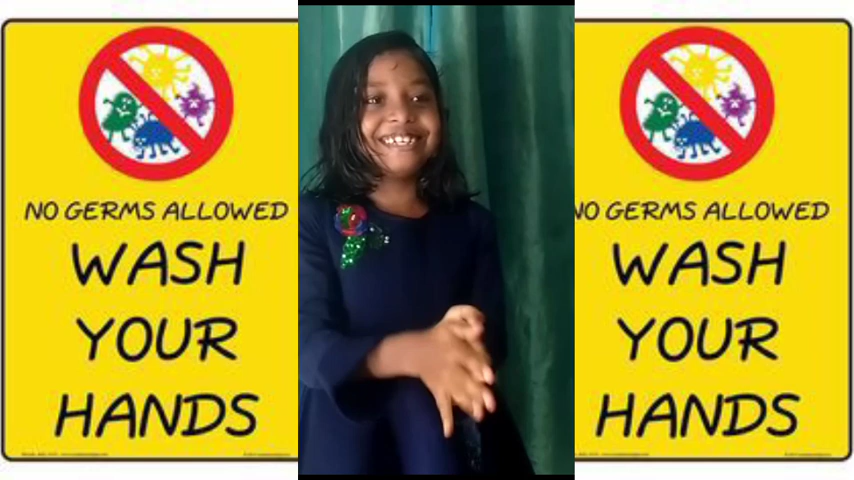 NO GERMS ALLOWED
WASH
YOUR
HANDS
NO GERMS ALLOWED
WASH
YOUR
HANDS